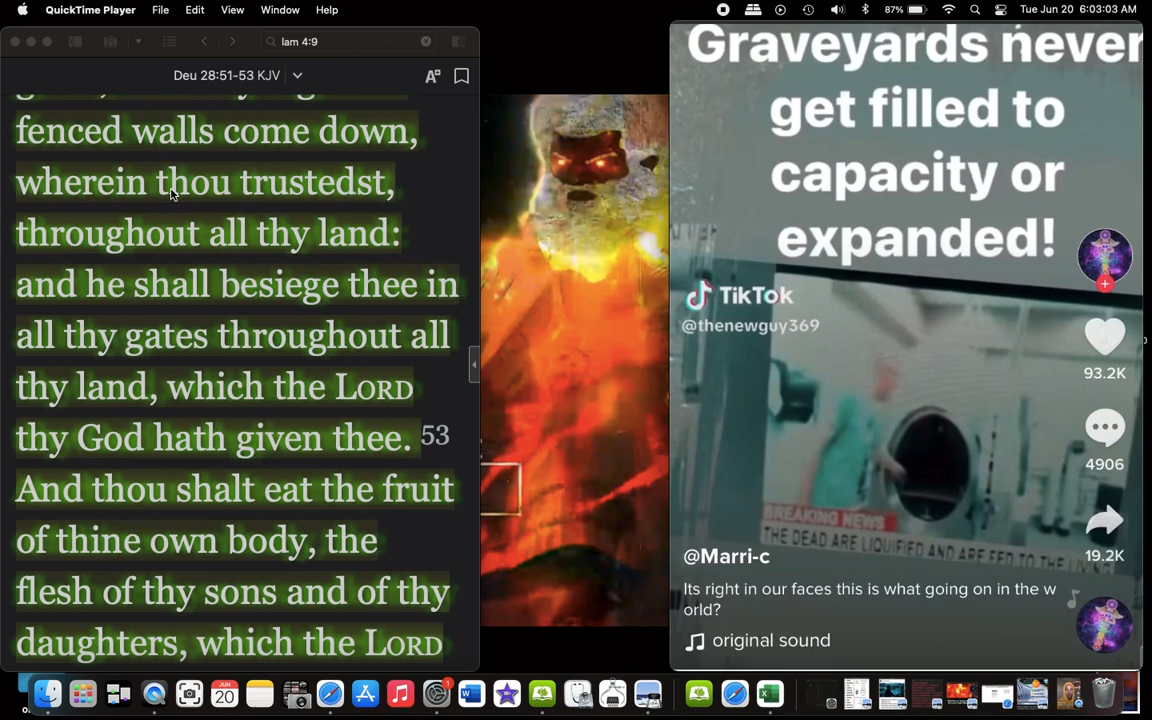 QuickTime Player File Edit View Window Help
87% Tue Jun 20 6:03:03 AM
lam 4:9
Deu 28:51-53 KJV
fenced walls come down,
wherein thou trustedst,
throughout all thy land:
and he shall besiege thee in
all thy gates throughout all
thy land, which the LORD
thy God hath given thee. 53
And thou shalt eat the fruit
of thine own body, the
flesh of thy sons and of thy
daughters, which the LORD
Graveyards never
get filled to
capacity or
expanded!
TikTok
@thenewguy369
93.2K
4906
BREAKING NEWS
THE DEAD ARE LIQUIFIED AND ARE FED TO THE LIVING
19.2K
@Marri-c
Its right in our faces this is what going on in the w
orld?
original sound
JUN
20
1